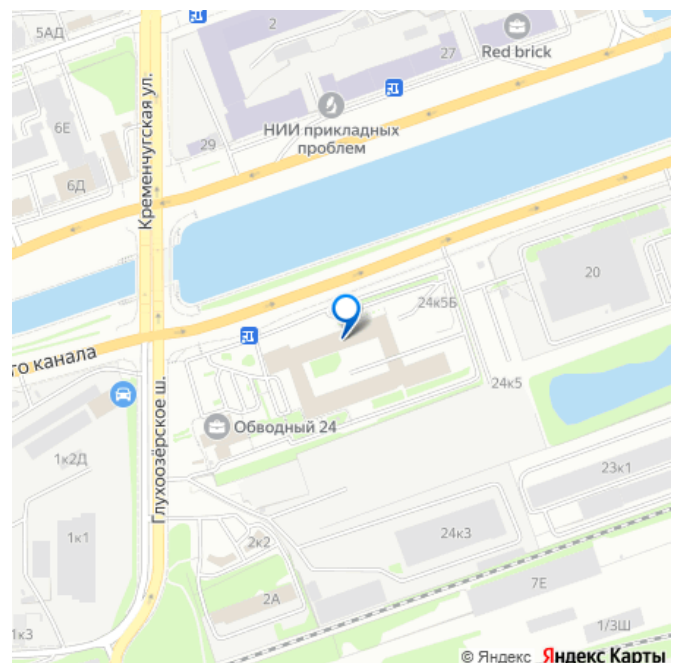 5АД
2
27
Red brick
Кременчугская ул.
НИИ прикладных
проблем
6Е
29
6Д
20
24к5Б
го канала
24к5
Обводный 24
Глухоозёрское ш.
1к2Д
23к1
1к1
2к2
24к3
7Е
2А
1к3
1/3Ш
© Яндекс Яндекс Карты